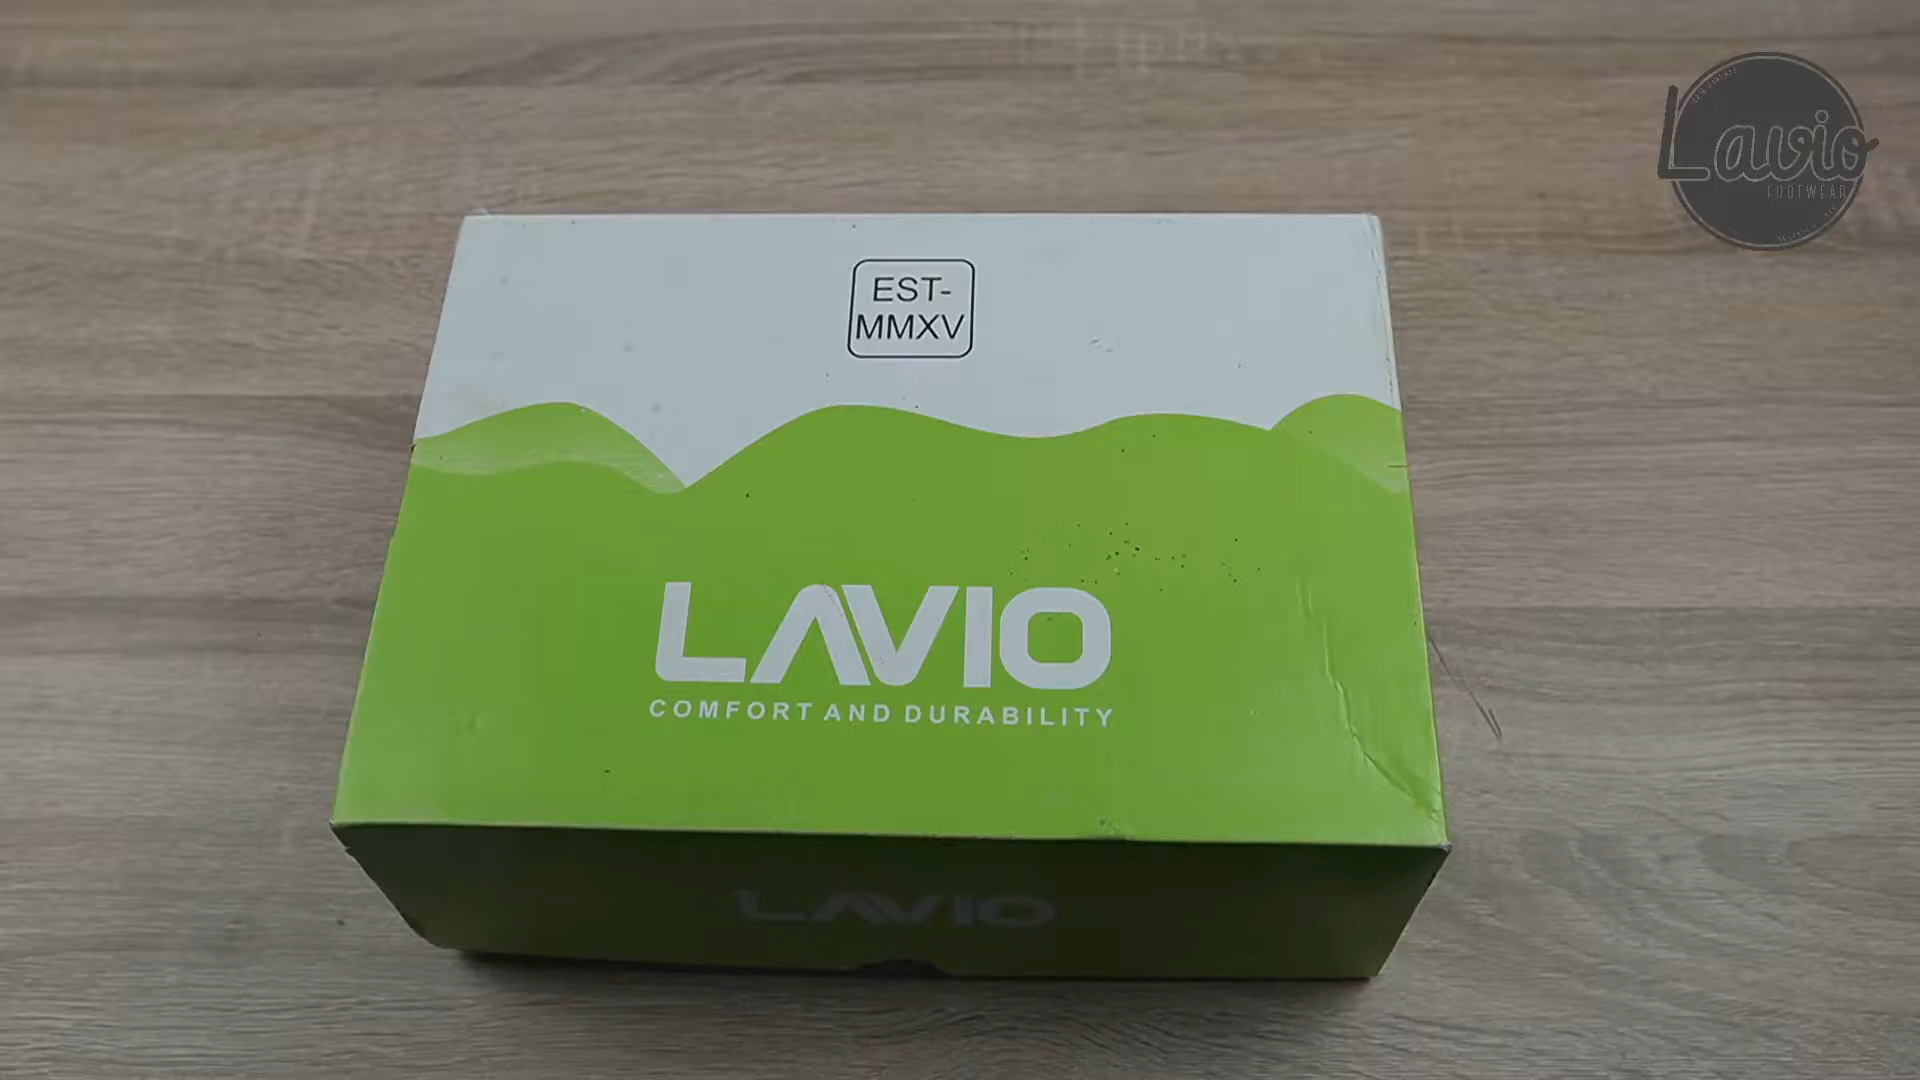 Lavio
FOOTWEAR
EST-
MMXV
LAVIO
COMFORT AND DURABILITY
LAVIO